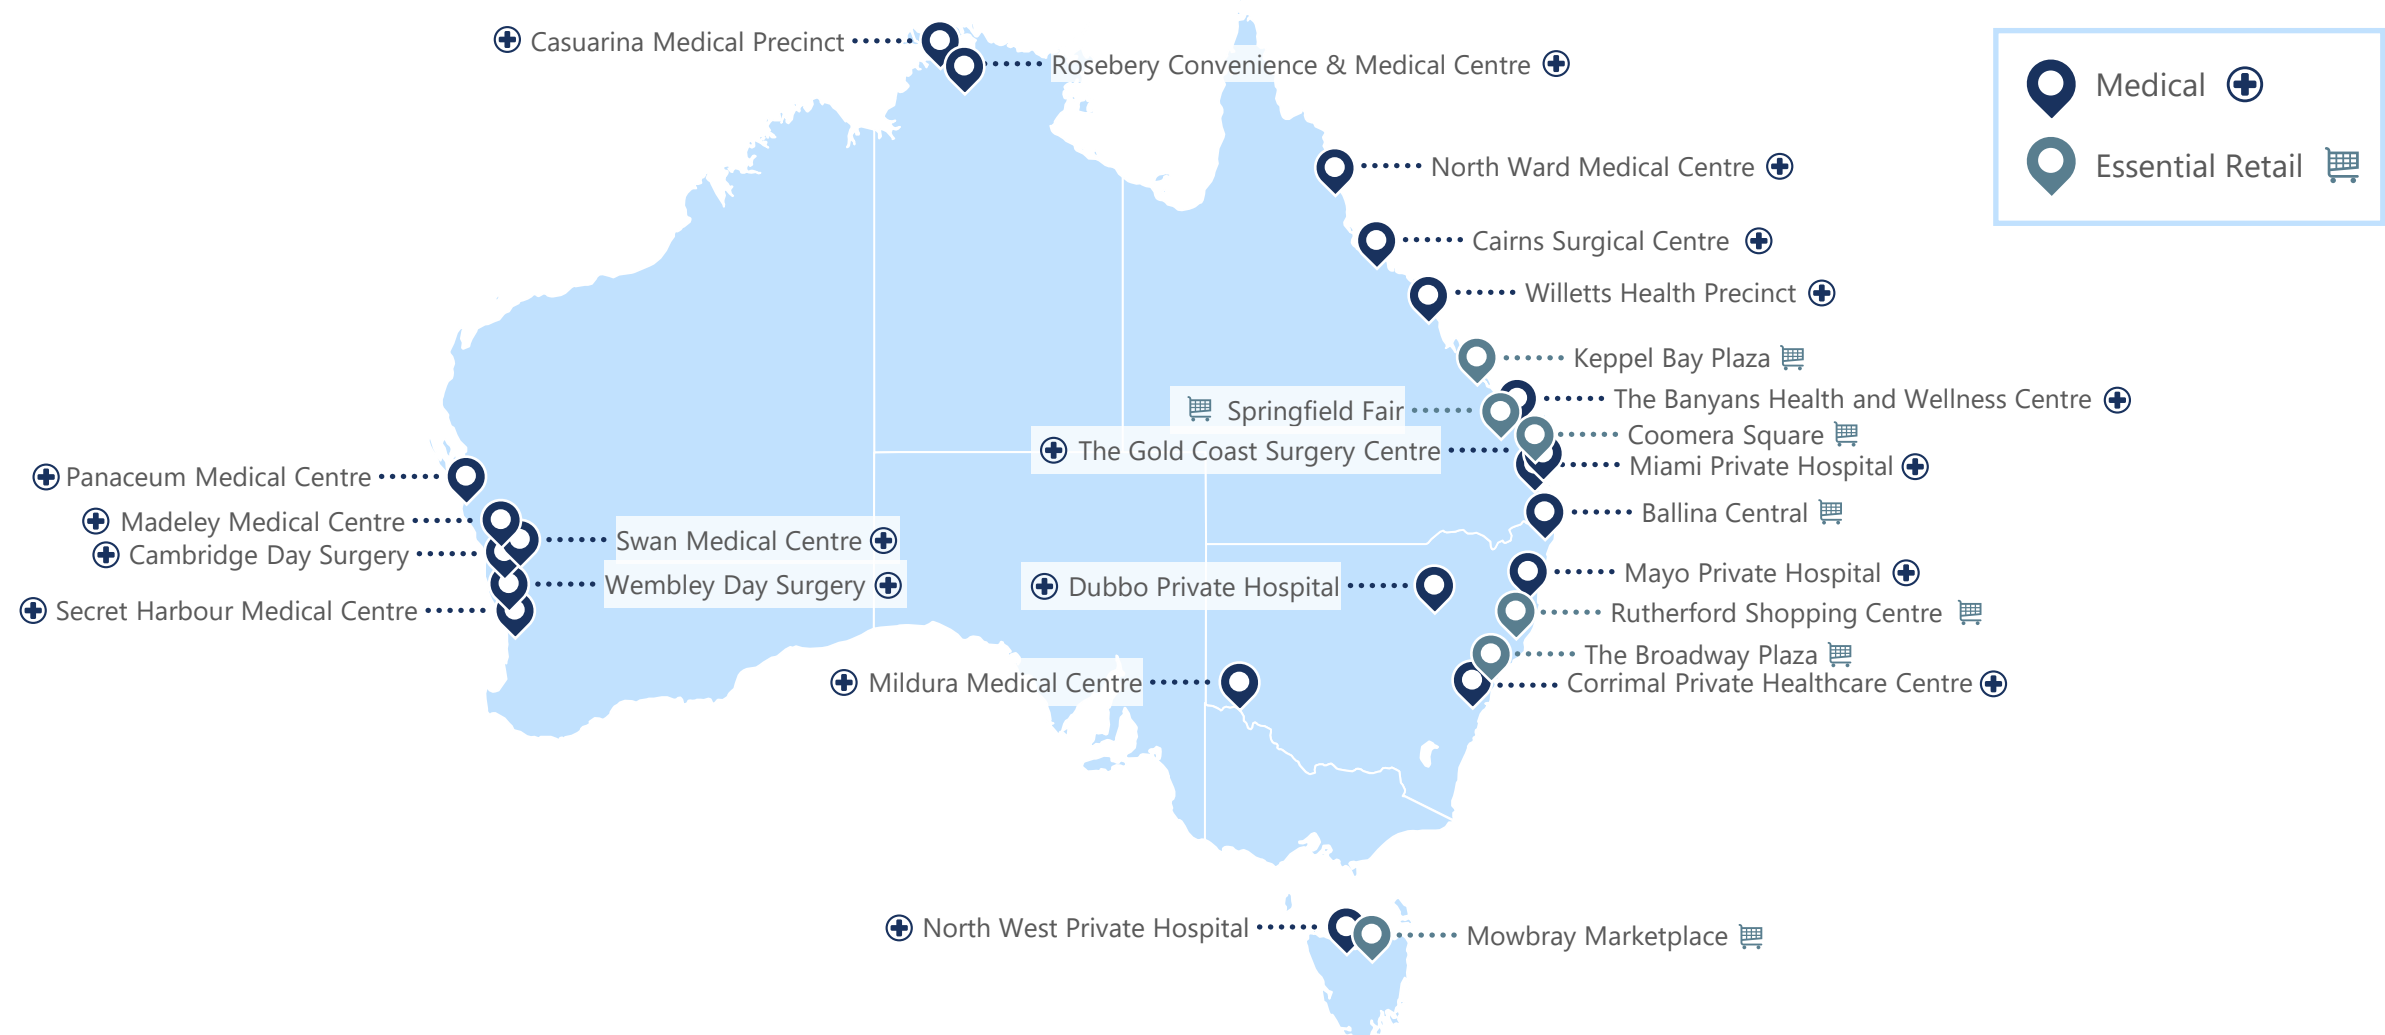 Casuarina Medical Precinct
Rosebery Convenience & Medical Centre
Medical
Essential Retail
North Ward Medical Centre
Cairns Surgical Centre
Willetts Health Precinct
Keppel Bay Plaza
The Banyans Health and Wellness Centre
Springfield Fair
Coomera Square
The Gold Coast Surgery Centre
Miami Private Hospital
Panaceum Medical Centre
Ballina Central
Madeley Medical Centre
Swan Medical Centre
Cambridge Day Surgery
Mayo Private Hospital
Wembley Day Surgery
Dubbo Private Hospital
Secret Harbour Medical Centre
Rutherford Shopping Centre
The Broadway Plaza
Mildura Medical Centre
Corrimal Private Healthcare Centre
North West Private Hospital
Mowbray Marketplace